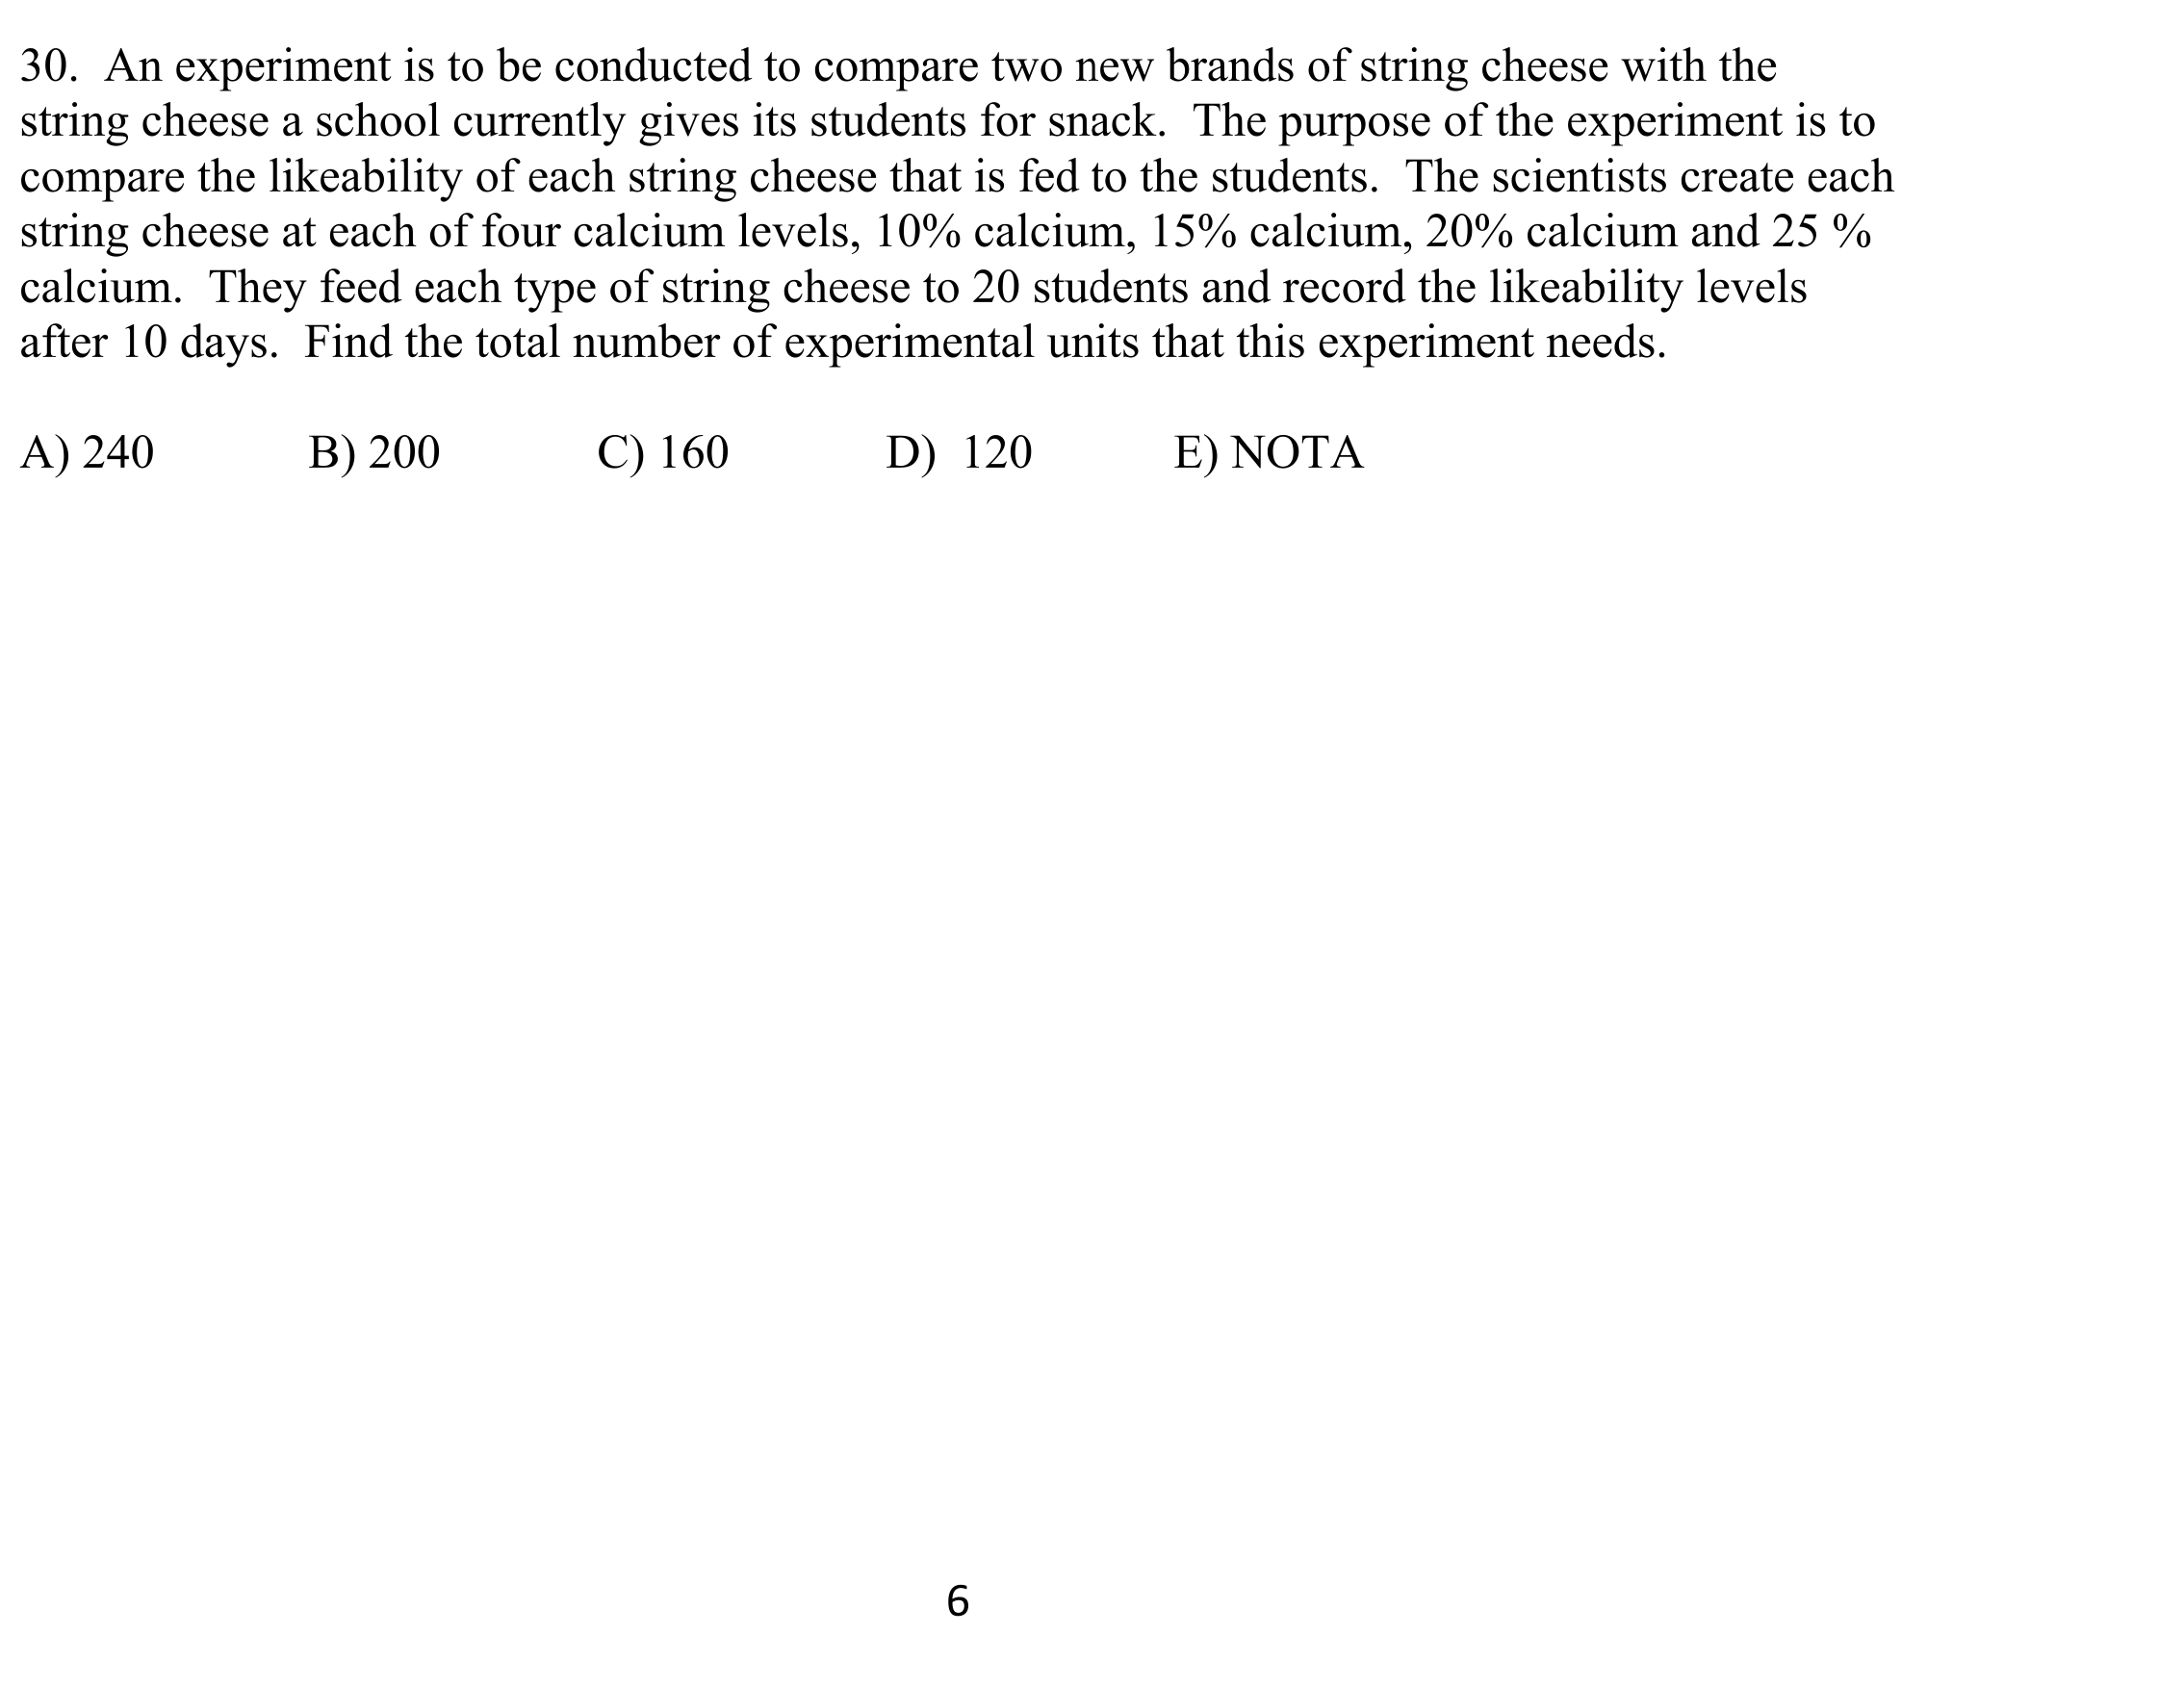 30.  An experiment is to be conducted to compare two new brands of string cheese with the
string cheese a school currently gives its students for snack.  The purpose of the experiment is to
compare the likeability of each string cheese that is fed to the students.  The scientists create each
string cheese at each of four calcium levels, 10% calcium, 15% calcium, 20% calcium and 25 %
calcium.  They feed each type of string cheese to 20 students and record the likeability levels
after 10 days.  Find the total number of experimental units that this experiment needs.
A) 240 B) 200 C) 160 D)  120 E) NOTA
6